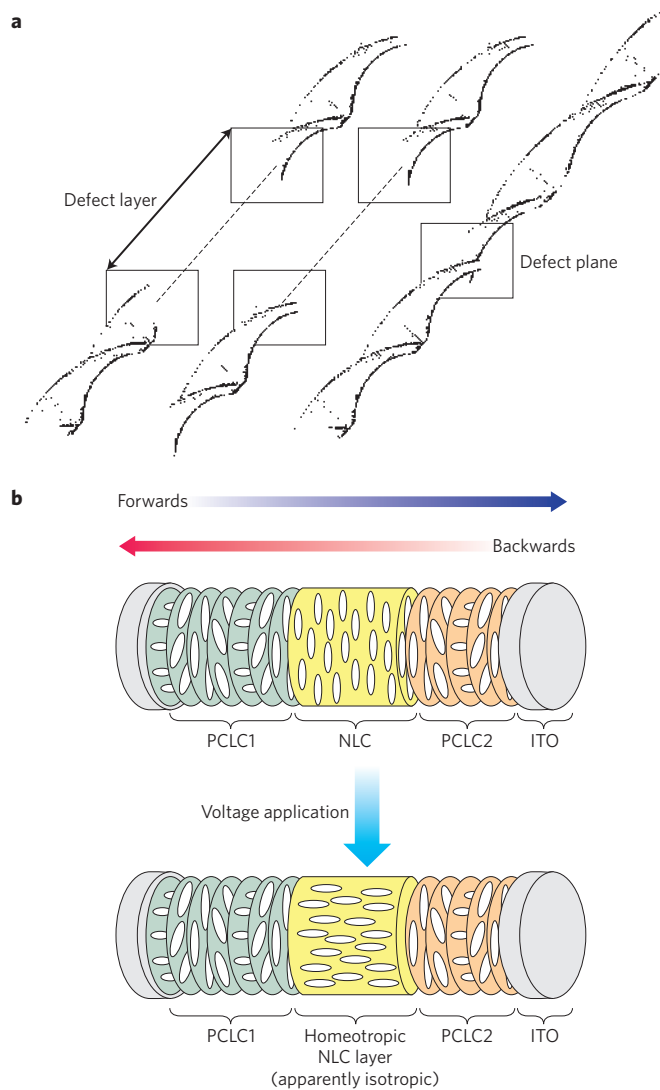 a
Defect layer
Defect plane
b
Forwards
Backwards
PCLC1
NLC
PCLC2
ITO
Voltage application
PCLC1
Homeotropic
NLC layer
(apparently isotropic)
PCLC2
ITO